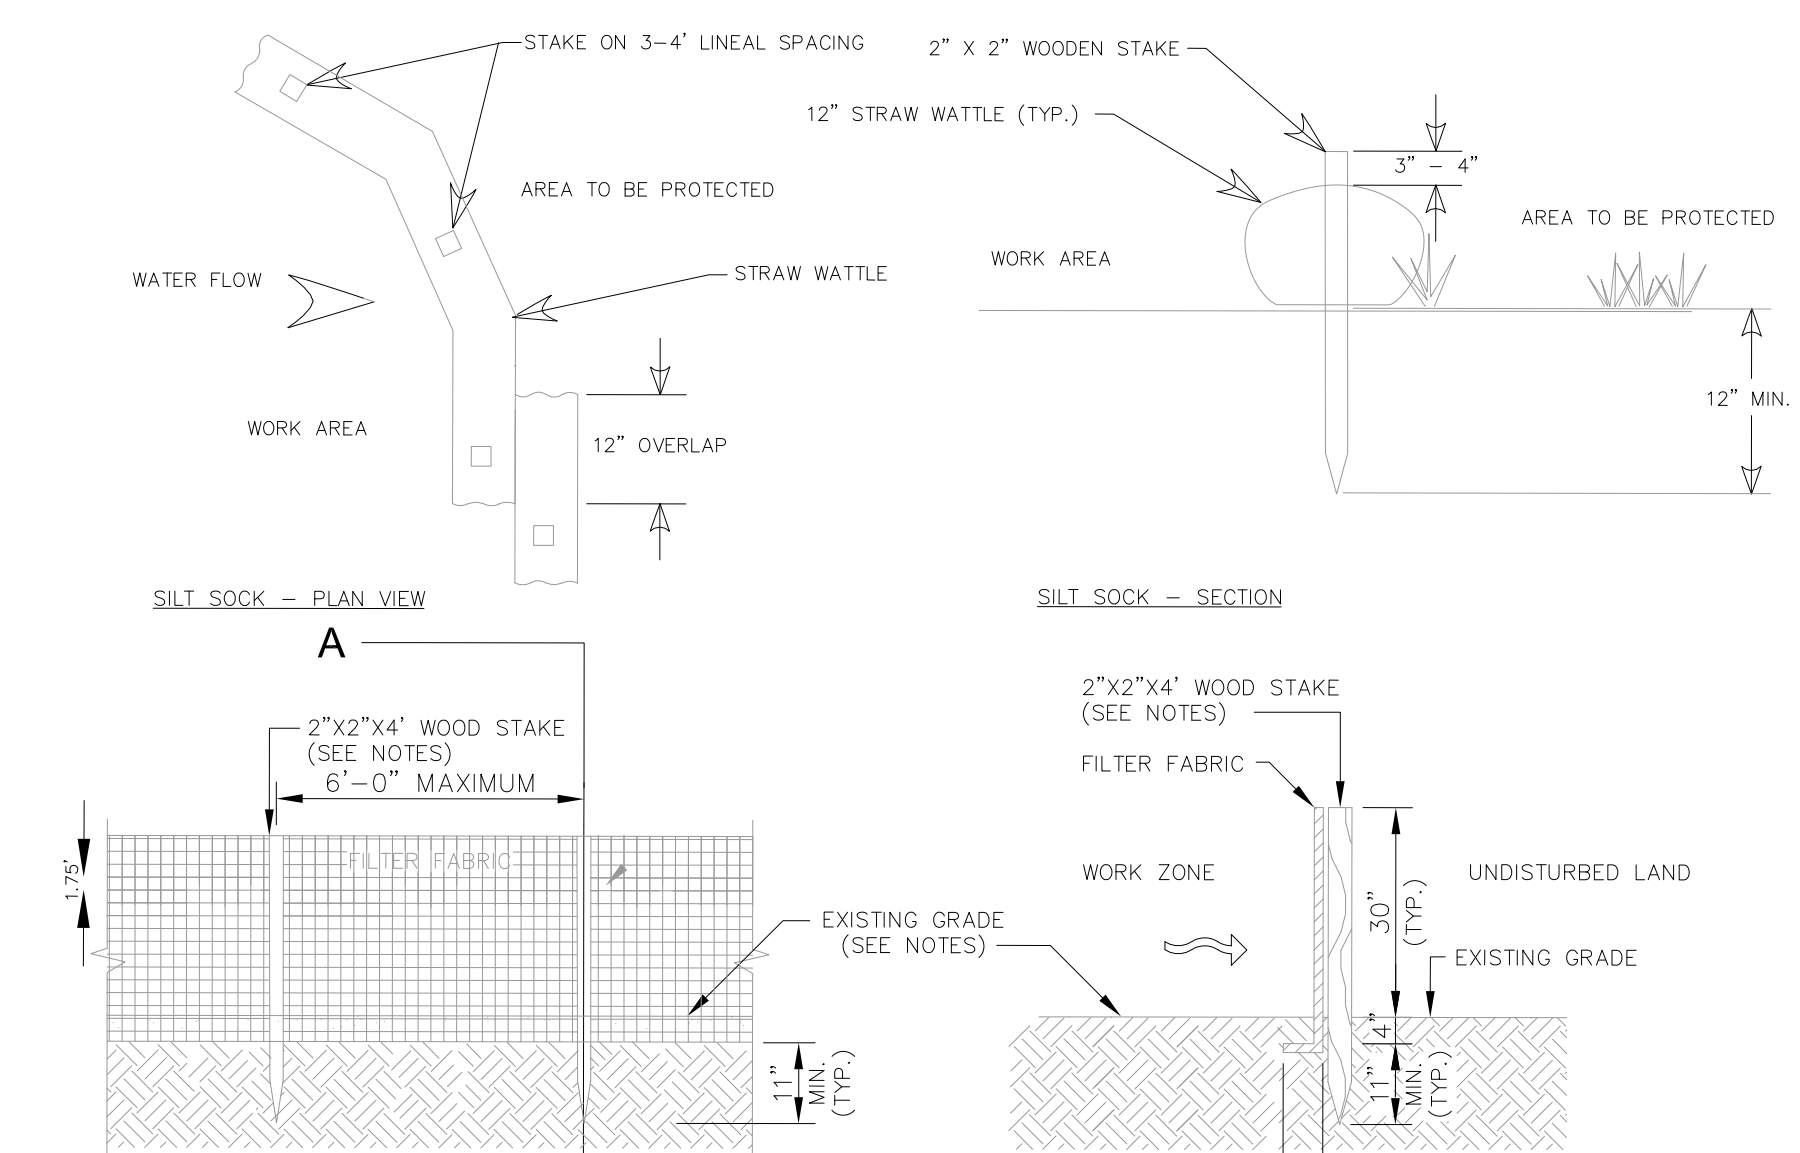 STAKE ON 3-4' LINEAL SPACING
AREA TO BE PROTECTED
WATER FLOW
STRAW WATTLE
WORK AREA
12" OVERLAP
SILT SOCK - PLAN VIEW
2" X 2" WOODEN STAKE
12" STRAW WATTLE (TYP.)
3" - 4"
AREA TO BE PROTECTED
WORK AREA
12" MIN.
SILT SOCK - SECTION
A
2"X2"X4' WOOD STAKE
(SEE NOTES)
6'-0" MAXIMUM
FILTER FABRIC
1.75'
EXISTING GRADE
(SEE NOTES)
11"
MIN.
(TYP.)
2"X2"X4' WOOD STAKE
(SEE NOTES)
FILTER FABRIC
WORK ZONE
UNDISTURBED LAND
30"
(TYP.)
EXISTING GRADE
4"
11"
MIN.
(TYP.)